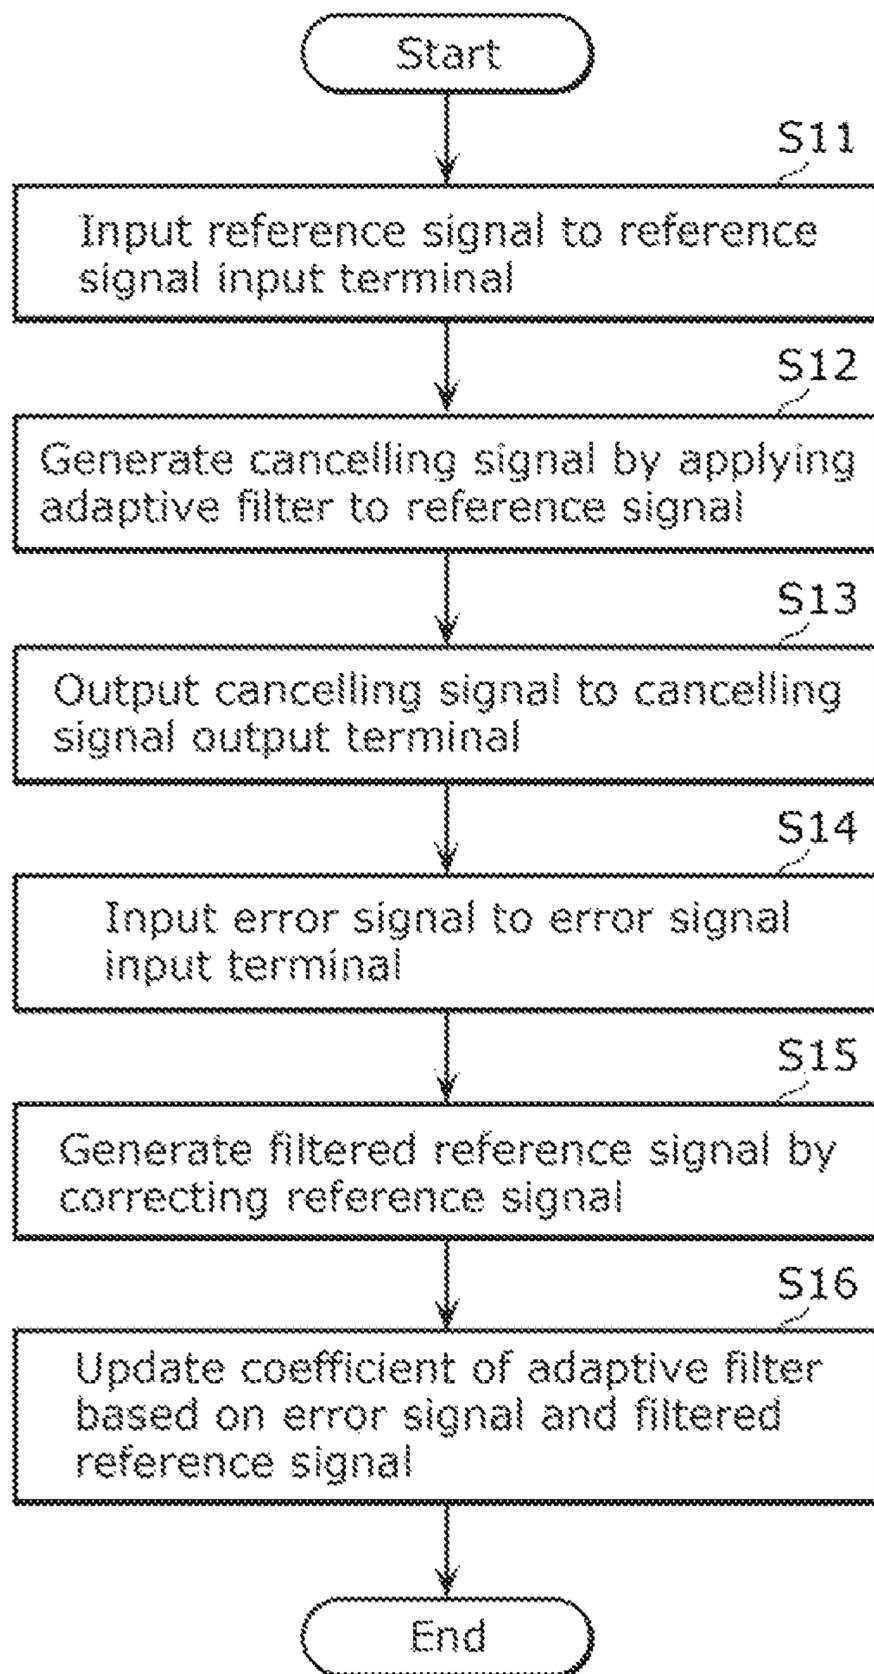 Start
S11
Input reference signal to reference
signal input terminal
S12
Generate cancelling signal by applying
adaptive filter to reference signal
S13
Output cancelling signal to cancelling
signal output terminal
S14
Input error signal to error signal
input terminal
S15
Generate filtered reference signal by
correcting reference signal
S16
Update coefficient of adaptive filter
based on error signal and filtered
reference signal
End